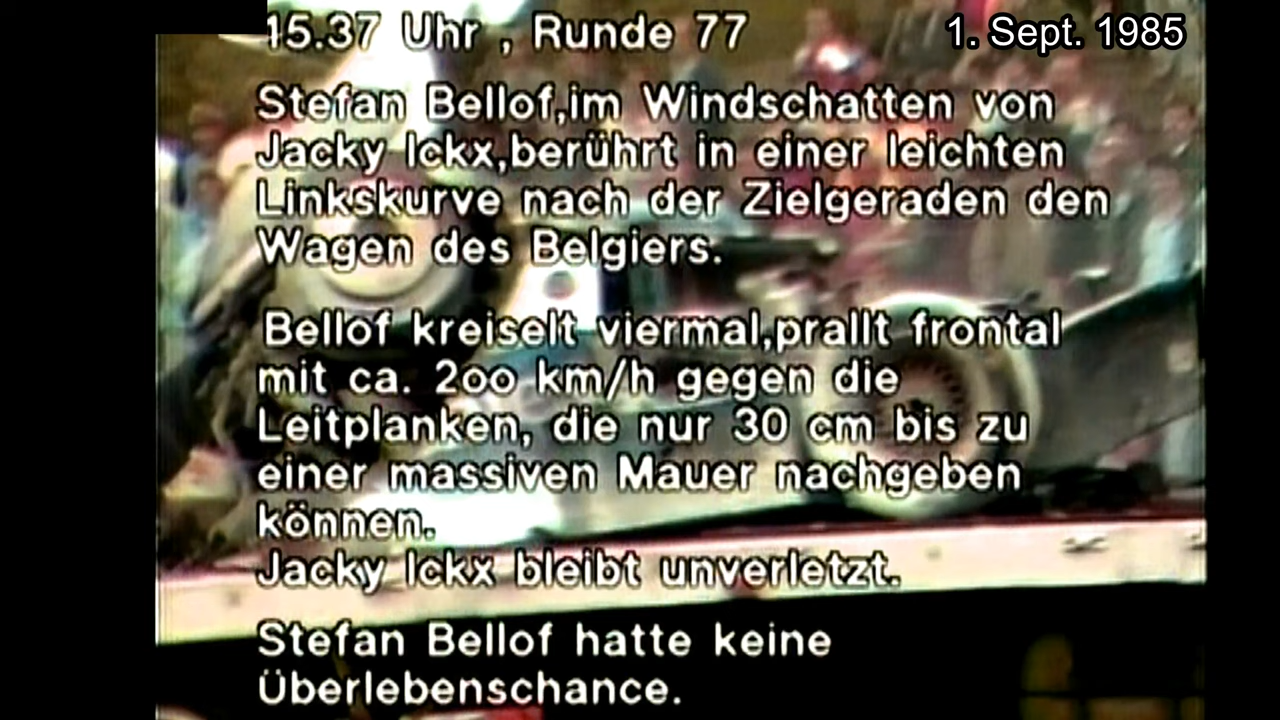 15.37 Uhr , Runde 77
1. Sept. 1985
Stefan Bellof,im Windschatten von
Jacky Ickx,berührt in einer leichten
Linkskurve nach der Zielgeraden den
Wagen des Belgiers.
Bellof kreiselt viermal,prallt frontal
mit ca. 2oo km/h gegen die
Leitplanken, die nur 30 cm bis zu
einer massiven Mauer nachgeben
können.
Jacky Ickx bleibt unverletzt.
Stefan Bellof hatte keine
Überlebenschance.